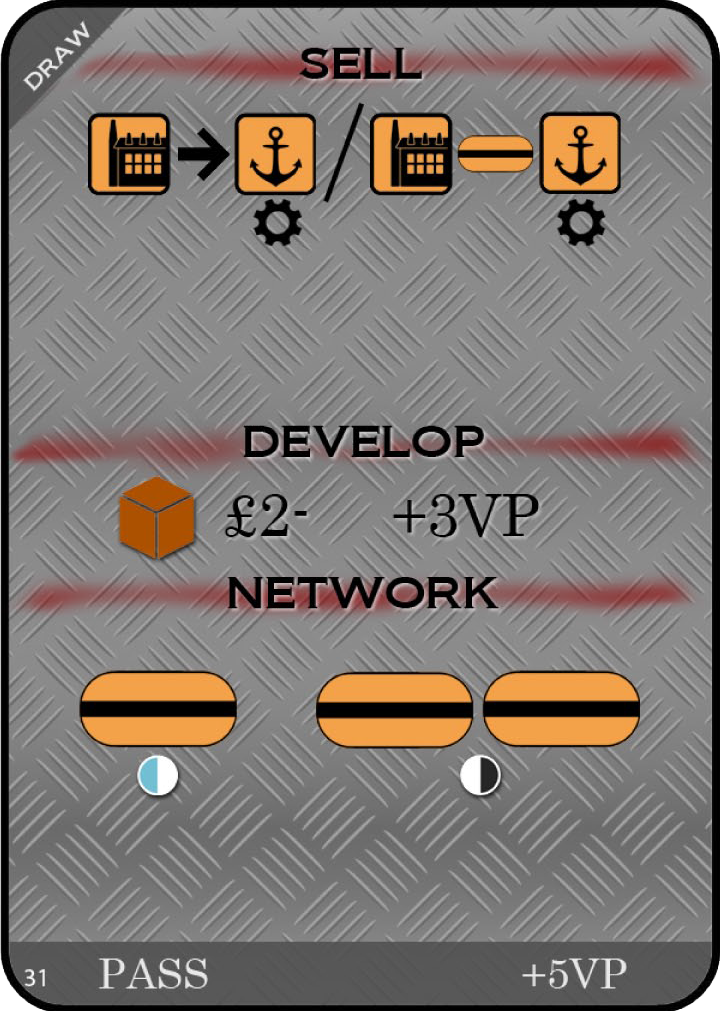 DRAW
SELL
DEVELOP
£2- +3VP
NETWORK
31 PASS +5VP